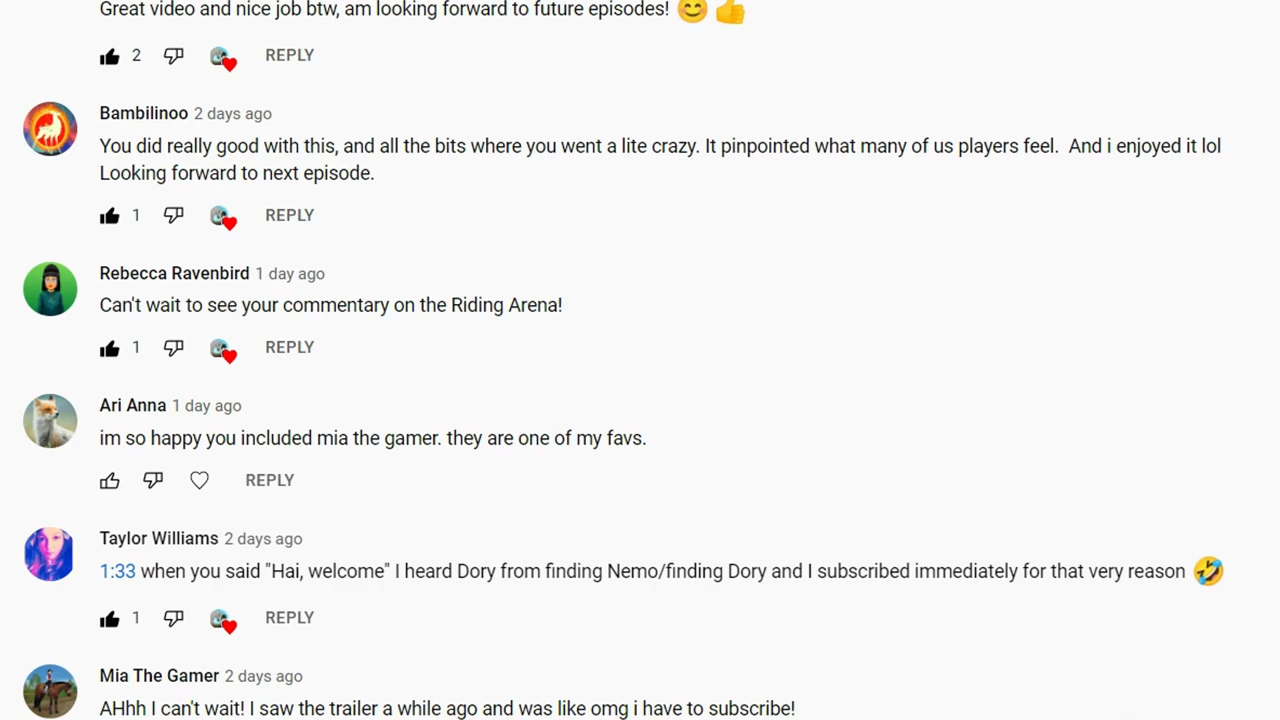 Great video and nice job btw, am looking forward to future episodes! 😊 👍
2 REPLY
Bambilinoo 2 days ago
You did really good with this, and all the bits where you went a lite crazy. It pinpointed what many of us players feel.  And i enjoyed it lol
Looking forward to next episode.
1 REPLY
Rebecca Ravenbird 1 day ago
Can't wait to see your commentary on the Riding Arena!
1 REPLY
Ari Anna 1 day ago
im so happy you included mia the gamer. they are one of my favs.
REPLY
Taylor Williams 2 days ago
1:33 when you said "Hai, welcome" I heard Dory from finding Nemo/finding Dory and I subscribed immediately for that very reason 🤣
1 REPLY
Mia The Gamer 2 days ago
AHhh I can't wait! I saw the trailer a while ago and was like omg i have to subscribe!